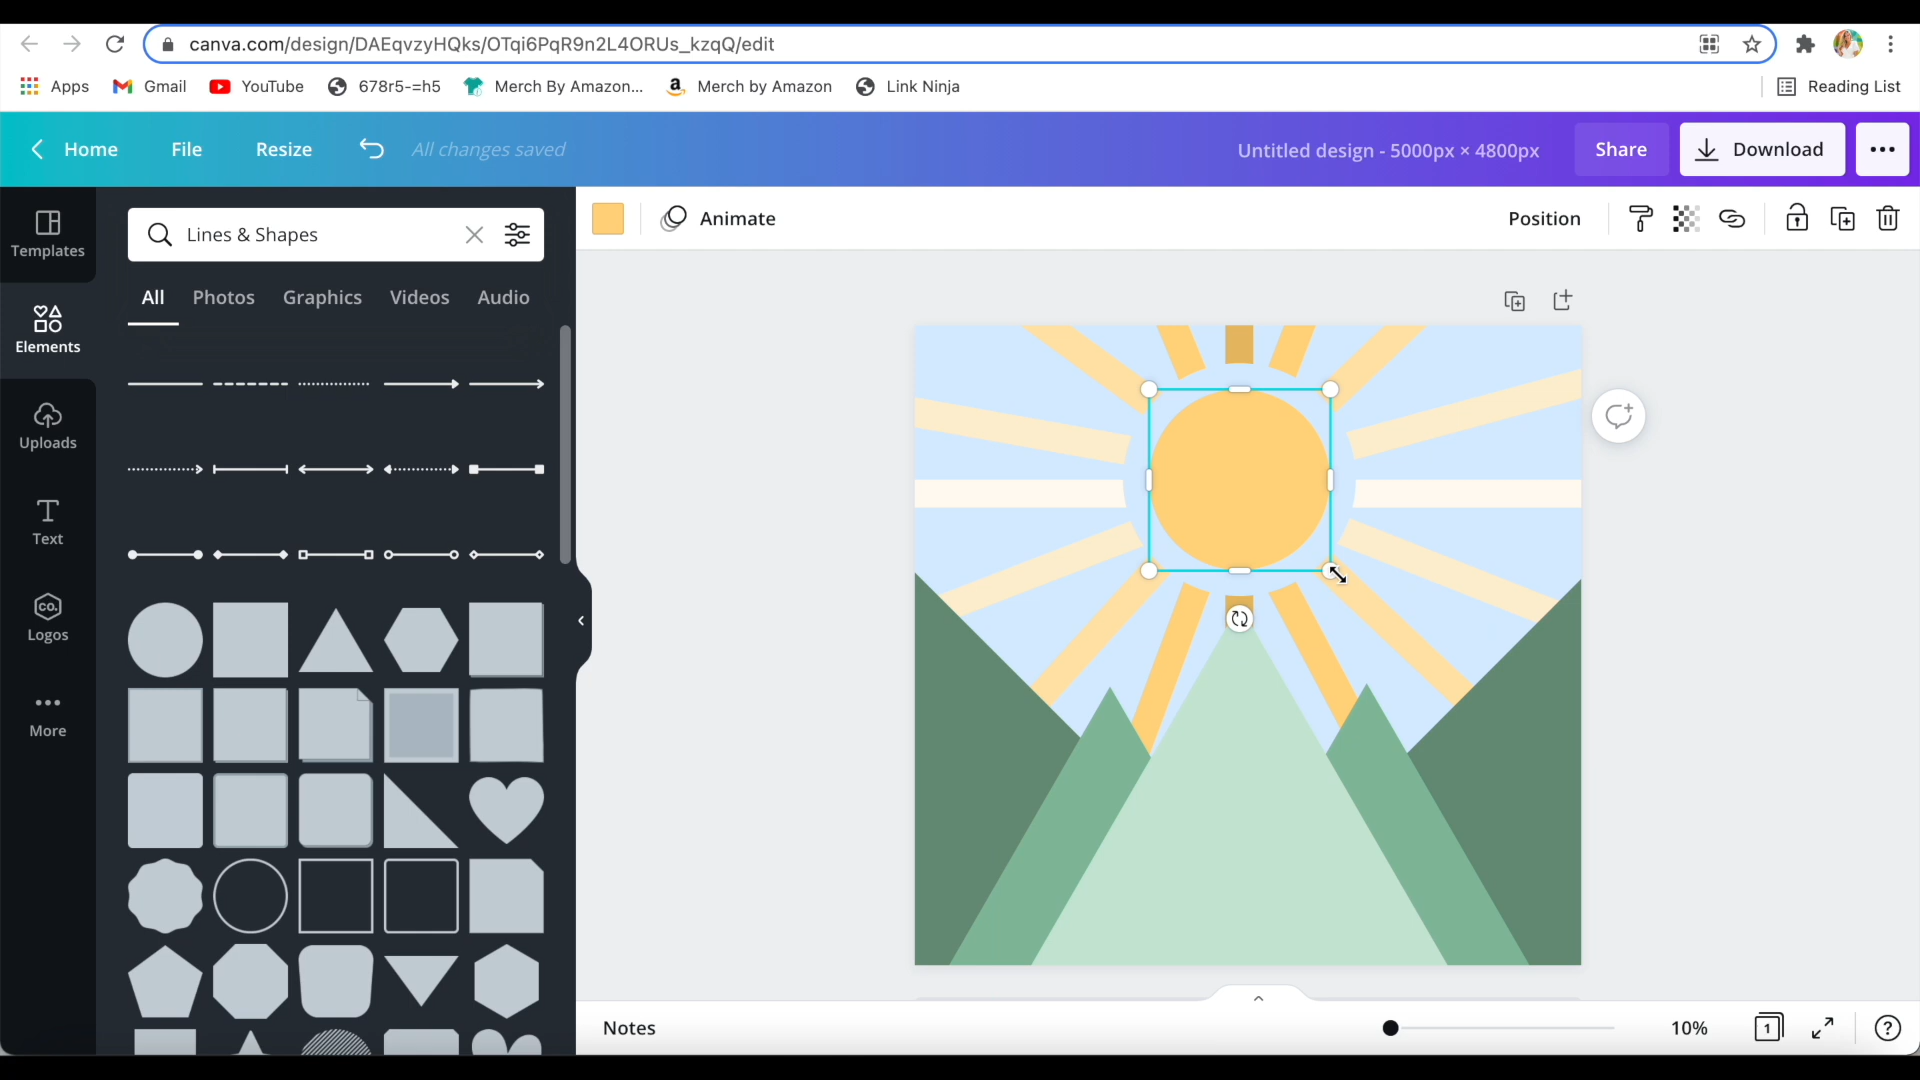 canva.com/design/DAEqvzyHQks/OTqi6PqR9n2L4ORUs_kzqQ/edit
Apps Gmail YouTube 678r5-=h5 Merch By Amazon... a Merch by Amazon Link Ninja Reading List
Home File Resize All changes saved Untitled design - 5000px × 4800px Share Download
Templates
Elements
Uploads
Text
CO.
Logos
More
Lines & Shapes
All Photos Graphics Videos Audio
Animate Position
Notes 10% 1 ?